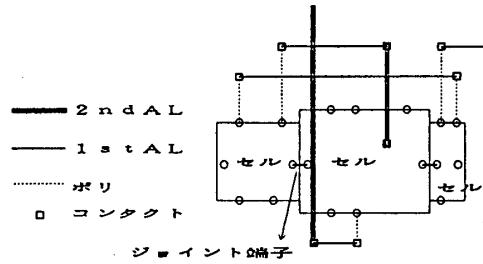 2ndAL
1stAL
ポリ
コンタクト
セル
セル
セル
ジョイント端子